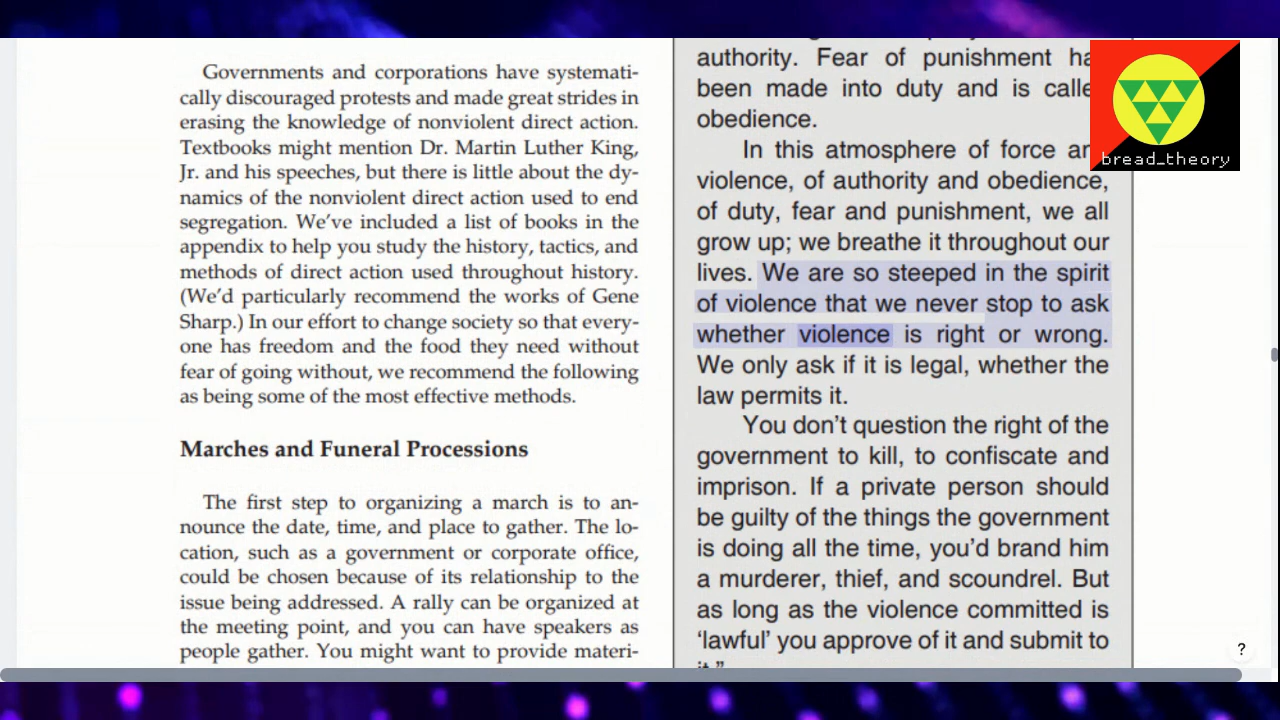 Governments and corporations have systemati-
cally discouraged protests and made great strides in
erasing the knowledge of nonviolent direct action.
Textbooks might mention Dr. Martin Luther King,
Jr. and his speeches, but there is little about the dy-
namics of the nonviolent direct action used to end
segregation. We've included a list of books in the
appendix to help you study the history, tactics, and
methods of direct action used throughout history.
(We'd particularly recommend the works of Gene
Sharp.) In our effort to change society so that every-
one has freedom and the food they need without
fear of going without, we recommend the following
as being some of the most effective methods.
Marches and Funeral Processions
The first step to organizing a march is to an-
nounce the date, time, and place to gather. The lo-
cation, such as a government or corporate office,
could be chosen because of its relationship to the
issue being addressed. A rally can be organized at
the meeting point, and you can have speakers as
people gather. You might want to provide materi-
authority. Fear of punishment
been made into duty and is calle
obedience.
In this atmosphere of force
violence, of authority and obedience,
of duty, fear and punishment, we all
grow up; we breathe it throughout our
lives. We are so steeped in the spirit
of violence that we never stop to ask
whether violence is right or wrong.
We only ask if it is legal, whether the
law permits it.
You don't question the right of the
government to kill, to confiscate and
imprison. If a private person should
be guilty of the things the government
is doing all the time, you'd brand him
a murderer, thief, and scoundrel. But
as long as the violence committed is
'lawful' you approve of it and submit to
it."
bread_theory
?